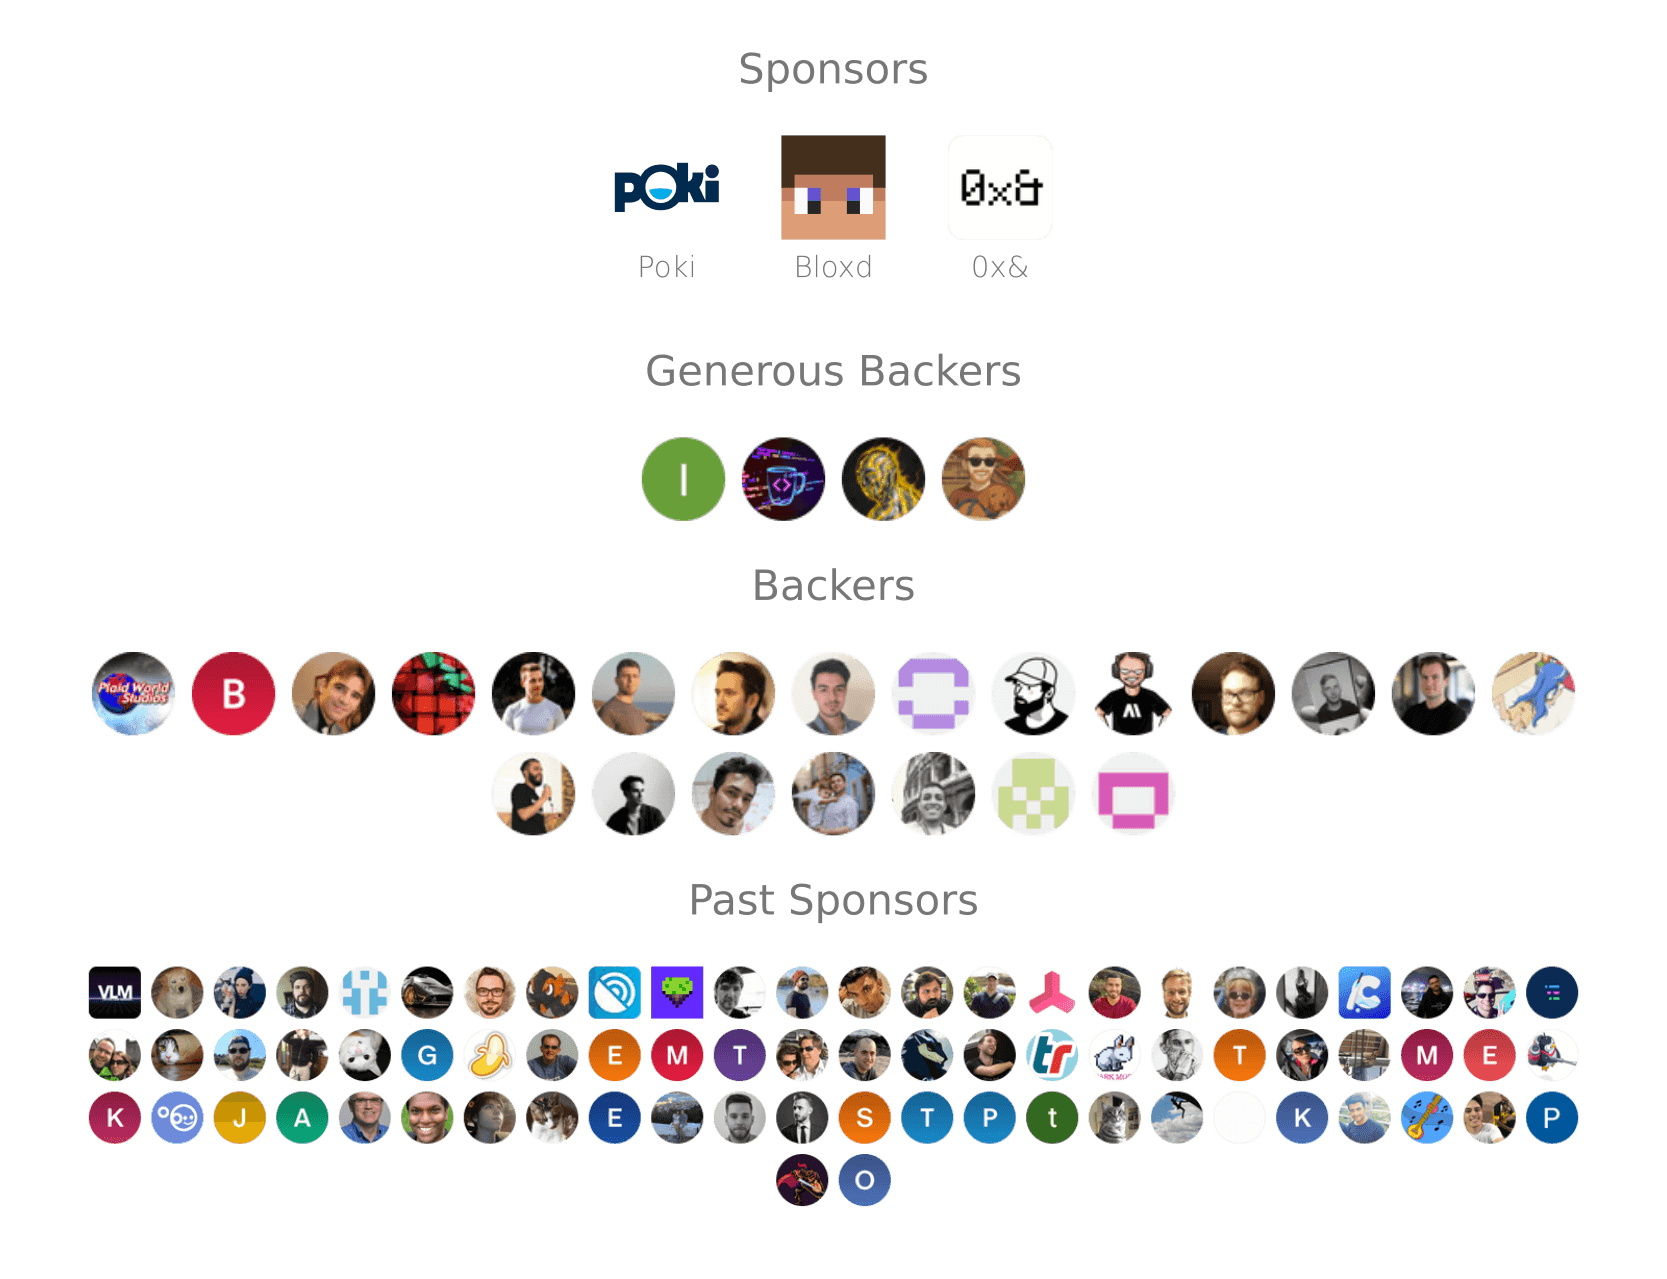 Sponsors
poki 0x&
Poki Bloxd 0x&
Generous Backers
I <>
Backers
Plaid World Studios B
Past Sponsors
VLM C
G E M T tr T M E
K J A E S T P t K P
O